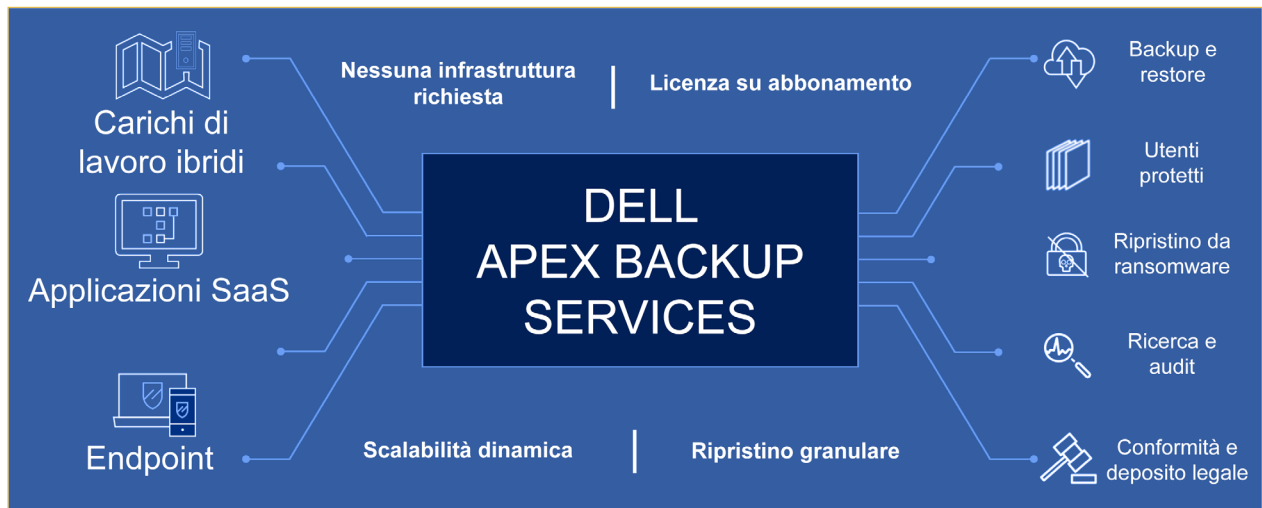 Carichi di
lavoro ibridi
Applicazioni SaaS
Endpoint
Nessuna infrastruttura
richiesta
Licenza su abbonamento
DELL
APEX BACKUP
SERVICES
Scalabilità dinamica
Ripristino granulare
Backup e
restore
Utenti
protetti
Ripristino da
ransomware
Ricerca e
audit
Conformità e
deposito legale